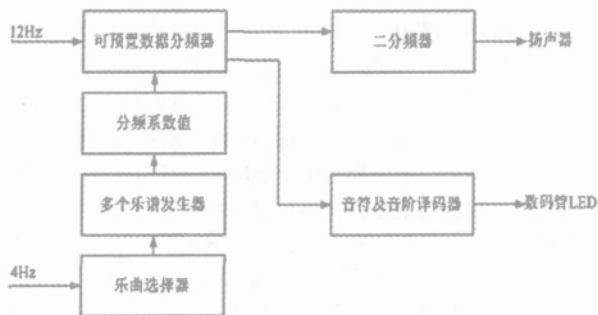 12Hz
可预置数据分频器
二分频器
扬声器
分频系数值
多个乐谱发生器
音符及音阶译码器
数码管LED
4Hz
乐曲选择器